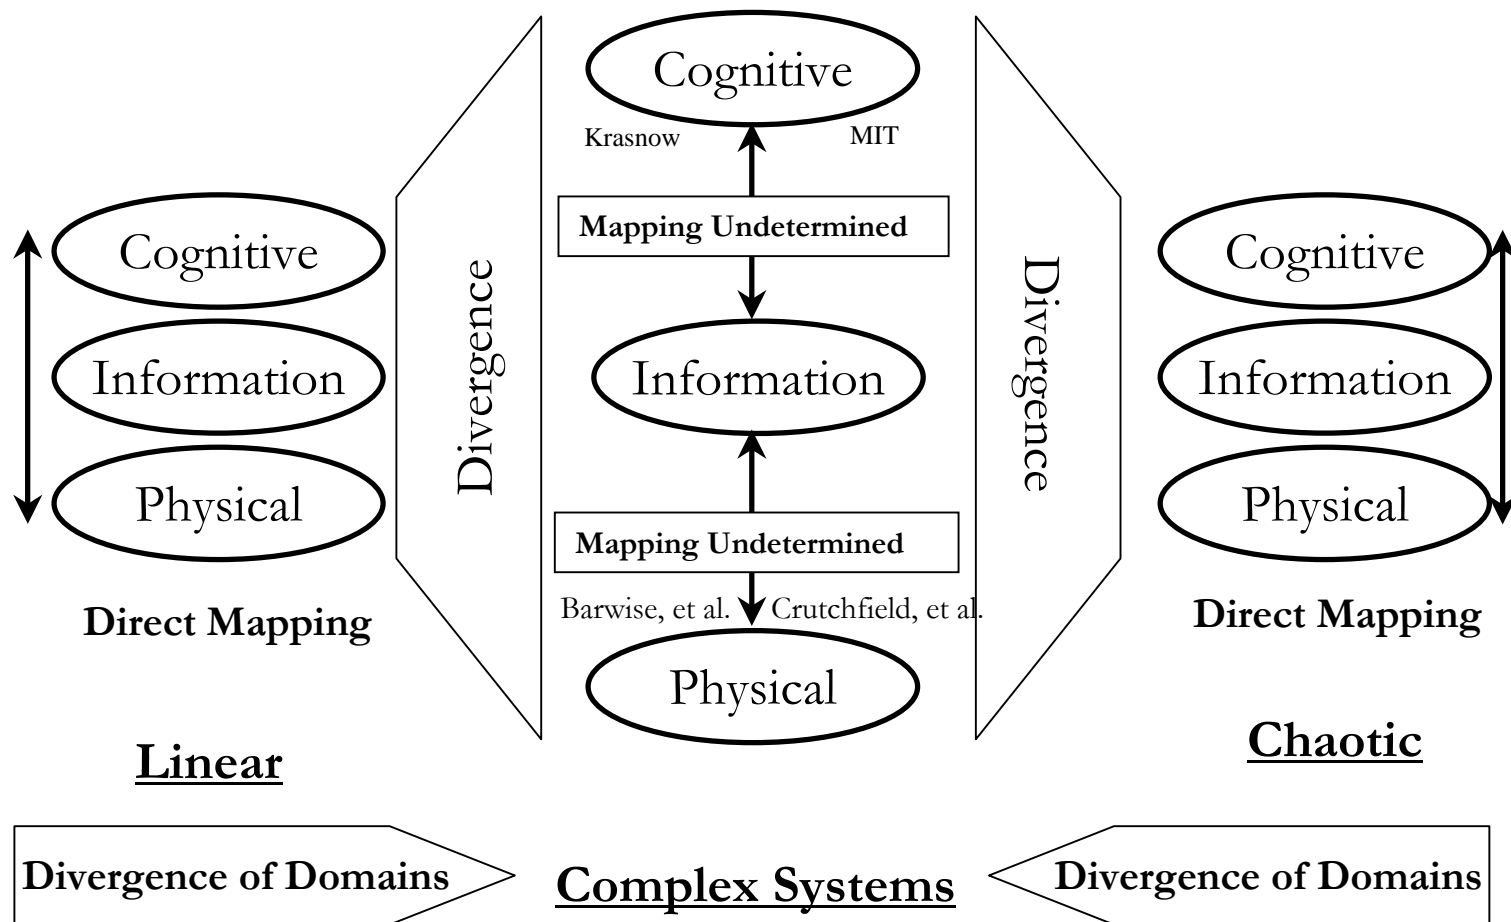 Cognitive
Information
Physical
Direct Mapping
Linear
Divergence
Cognitive
Krasnow
MIT
Mapping Undetermined
Information
Mapping Undetermined
Barwise, et al.
Crutchfield, et al.
Physical
Divergence
Cognitive
Information
Physical
Direct Mapping
Chaotic
Divergence of Domains
Complex Systems
Divergence of Domains